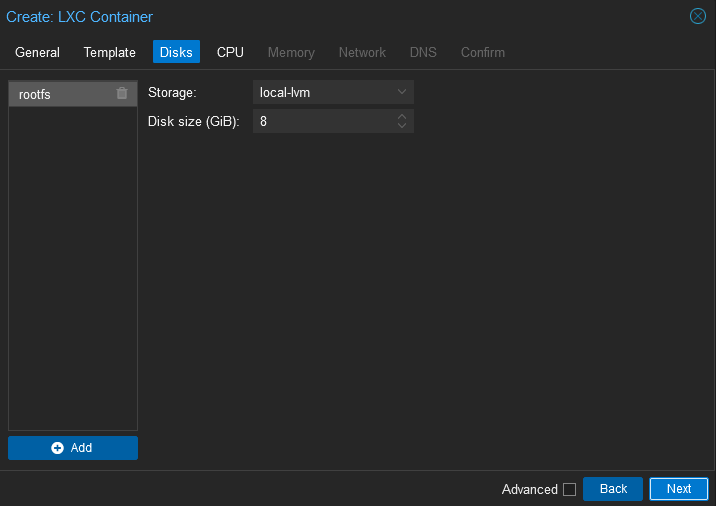 Create: LXC Container
General Template Disks CPU Memory Network DNS Confirm
rootfs
Storage: local-lvm
Disk size (GiB): 8
Add
Advanced Back Next